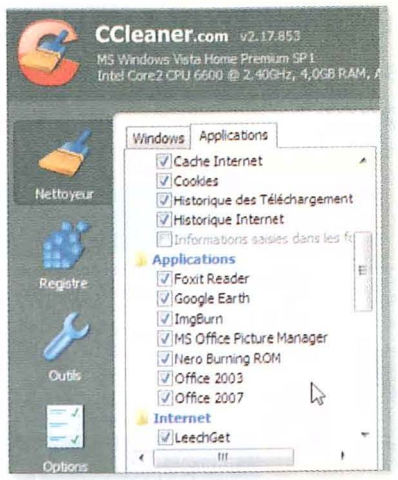 CCleaner.com v2.17.853
MS Windows Vista Home Premium SP1
Intel Core2 CPU 6600 @ 2.40GHz, 4,0GB RAM, A
Nettoyeur
Registre
Outils
Options
Windows Applications
Cache Internet
Cookies
Historique des Téléchargement
Historique Internet
Informations saisies dans les fo
Applications
Foxit Reader
Google Earth
ImgBurn
MS Office Picture Manager
Nero Burning ROM
Office 2003
Office 2007
Internet
LeechGet